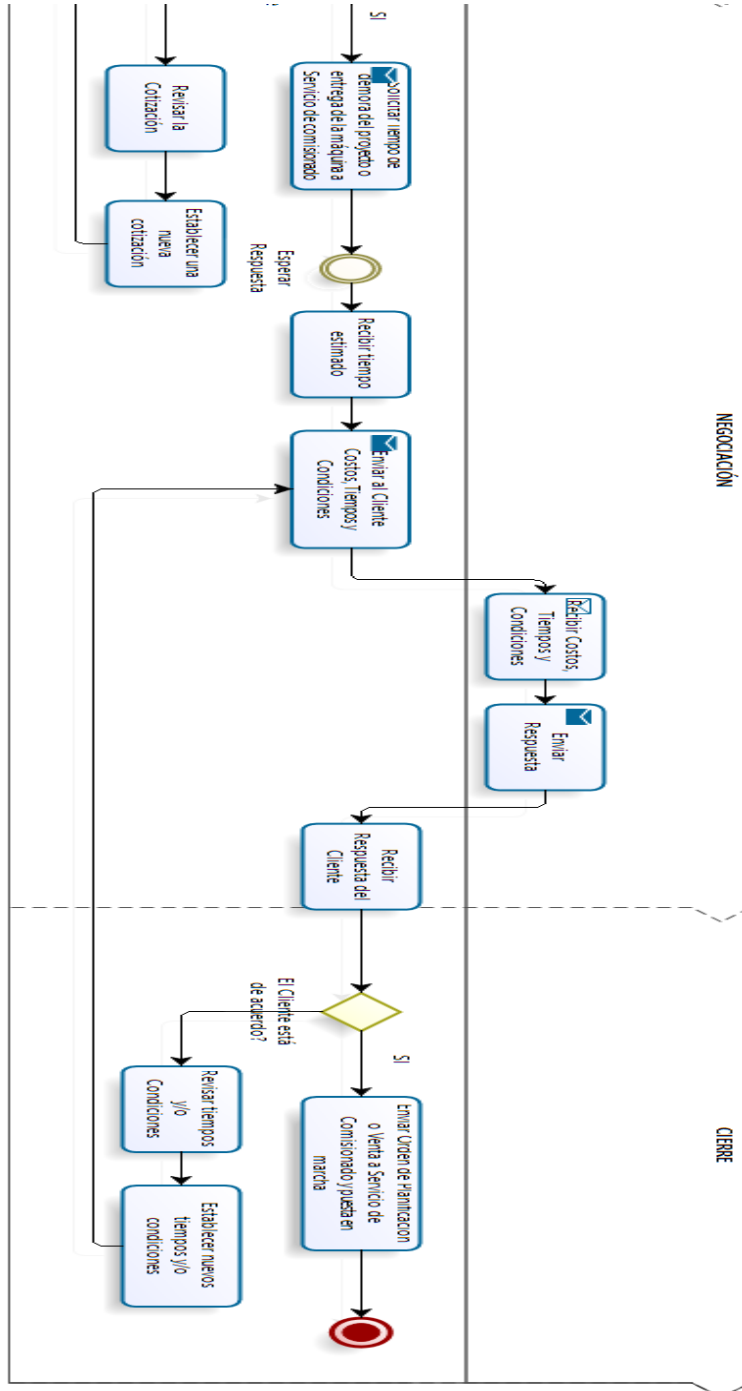 NEGOCIACIÓN
CIERRE
SI
Solicitar Tiempo de
demora del projecto o
entrega de la máquina a
Servicio de comisionado
Revisar la
Cotización
Establecer una
nueva
cotización
Esperar
Respuesta
Recibir tiempo
estimado
Enviar al Cliente
Costos, Tiempos y
Condiciones
Recibir Costos,
Tiempos y
Condiciones
Enviar
Respuesta
Recibir
Respuesta del
Cliente
El Cliente está
de acuerdo?
SI
Enviar Orden de Planificacion
o Venta a Servicio de
Comisionado y puesta en
marcha
Revisar tiempos
y/o
Condiciones
Establecer nuevos
tiempos y/o
condiciones